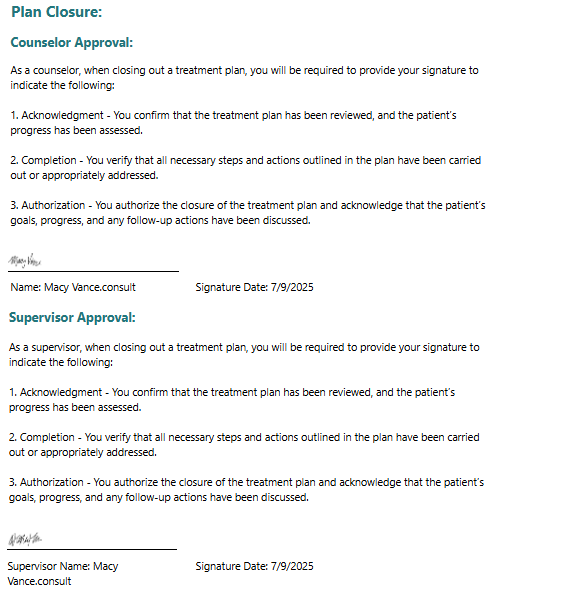 Plan Closure:
Counselor Approval:
As a counselor, when closing out a treatment plan, you will be required to provide your signature to
indicate the following:
1. Acknowledgment - You confirm that the treatment plan has been reviewed, and the patient's
progress has been assessed.
2. Completion - You verify that all necessary steps and actions outlined in the plan have been carried
out or appropriately addressed.
3. Authorization - You authorize the closure of the treatment plan and acknowledge that the patient's
goals, progress, and any follow-up actions have been discussed.
Macy Vance
Name: Macy Vance.consult Signature Date: 7/9/2025
Supervisor Approval:
As a supervisor, when closing out a treatment plan, you will be required to provide your signature to
indicate the following:
1. Acknowledgment - You confirm that the treatment plan has been reviewed, and the patient's
progress has been assessed.
2. Completion - You verify that all necessary steps and actions outlined in the plan have been carried
out or appropriately addressed.
3. Authorization - You authorize the closure of the treatment plan and acknowledge that the patient's
goals, progress, and any follow-up actions have been discussed.
Supervisor Name: Macy Signature Date: 7/9/2025
Vance.consult